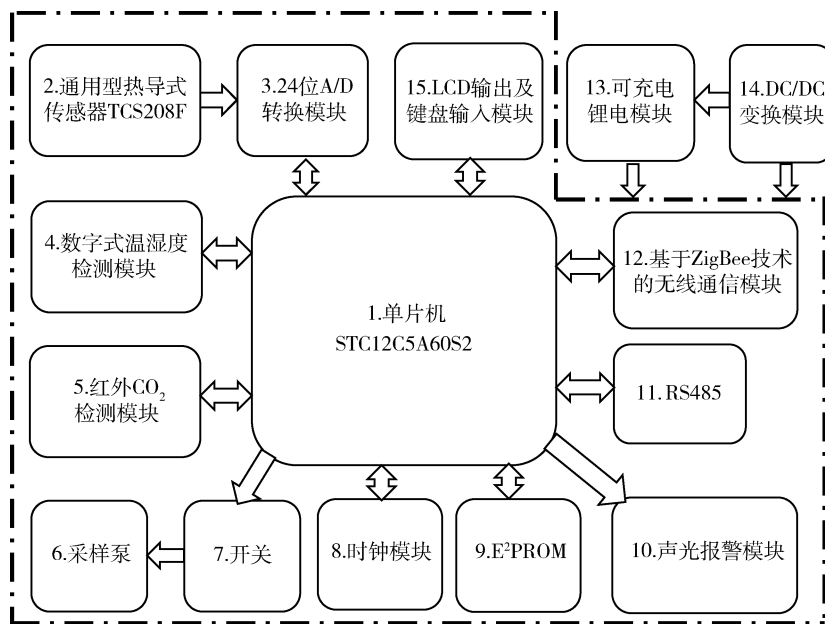 2.通用型热导式
传感器TCS208F
3.24位A/D
转换模块
15.LCD输出及
键盘输入模块
13.可充电
锂电模块
14.DC/DC
变换模块
4.数字式温湿度
检测模块
12.基于ZigBee技术
的无线通信模块
1.单片机
STC12C5A60S2
5.红外CO₂
检测模块
11.RS485
6.采样泵
7.开关
8.时钟模块
9.E²PROM
10.声光报警模块